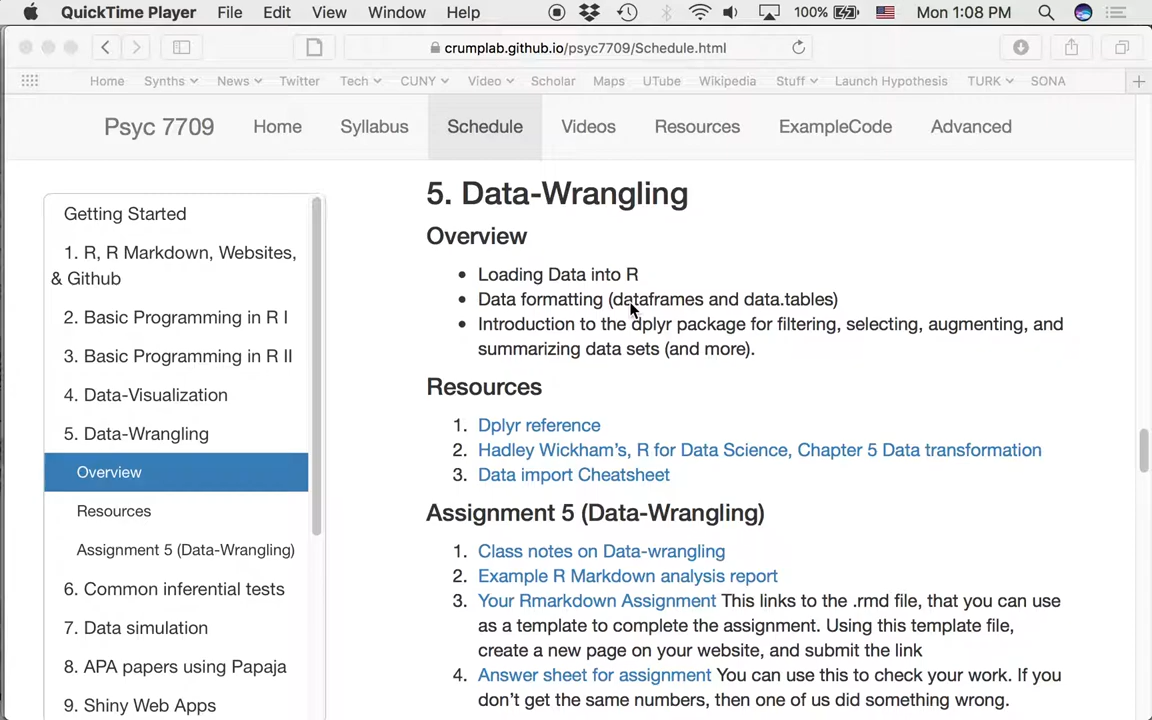 QuickTime Player File Edit View Window Help 100% Mon 1:08 PM
crumplab.github.io/psyc7709/Schedule.html
Home Synths News Twitter Tech CUNY Video Scholar Maps UTube Wikipedia Stuff Launch Hypothesis TURK SONA
Psyc 7709 Home Syllabus Schedule Videos Resources ExampleCode Advanced
Getting Started
1. R, R Markdown, Websites,
& Github
2. Basic Programming in R I
3. Basic Programming in R II
4. Data-Visualization
5. Data-Wrangling
Overview
Resources
Assignment 5 (Data-Wrangling)
6. Common inferential tests
7. Data simulation
8. APA papers using Papaja
9. Shiny Web Apps
5. Data-Wrangling
Overview
• Loading Data into R
• Data formatting (dataframes and data.tables)
• Introduction to the dplyr package for filtering, selecting, augmenting, and
summarizing data sets (and more).
Resources
1. Dplyr reference
2. Hadley Wickham's, R for Data Science, Chapter 5 Data transformation
3. Data import Cheatsheet
Assignment 5 (Data-Wrangling)
1. Class notes on Data-wrangling
2. Example R Markdown analysis report
3. Your Rmarkdown Assignment This links to the .rmd file, that you can use
as a template to complete the assignment. Using this template file,
create a new page on your website, and submit the link
4. Answer sheet for assignment You can use this to check your work. If you
don't get the same numbers, then one of us did something wrong.